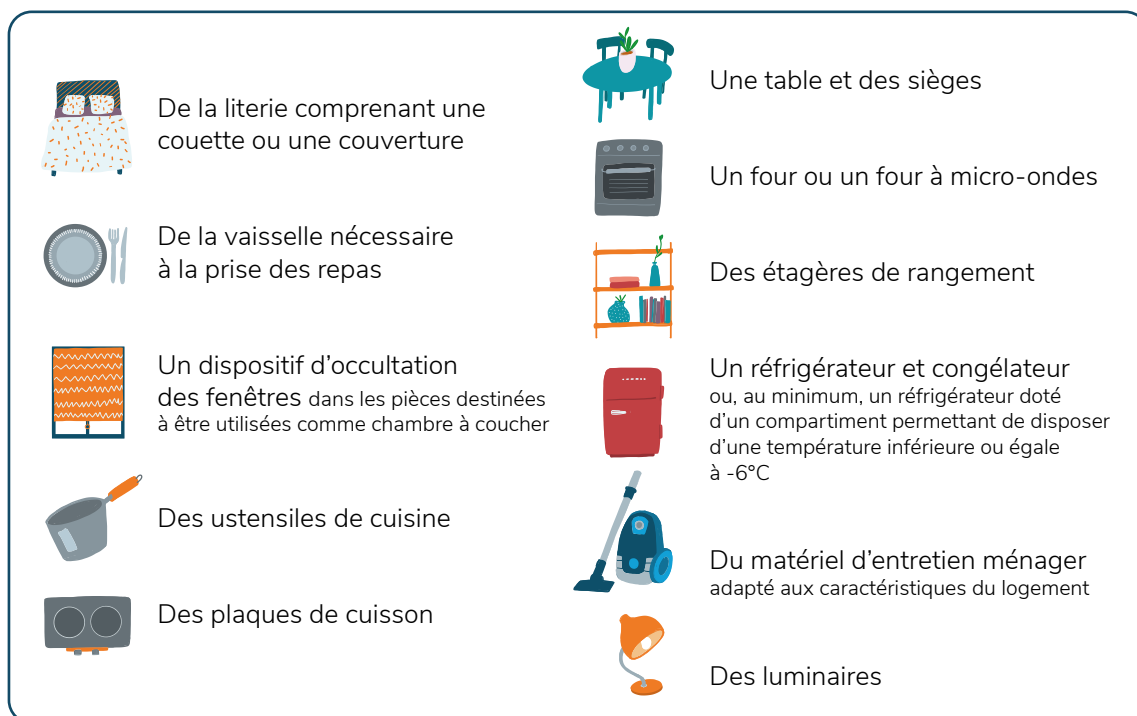 De la literie comprenant une
couette ou une couverture
De la vaisselle nécessaire
à la prise des repas
Un dispositif d’occultation
des fenêtres dans les pièces destinées
à être utilisées comme chambre à coucher
Des ustensiles de cuisine
Des plaques de cuisson
Une table et des sièges
Un four ou un four à micro-ondes
Des étagères de rangement
Un réfrigérateur et congélateur
ou, au minimum, un réfrigérateur doté
d’un compartiment permettant de disposer
d’une température inférieure ou égale
à -6°C
Du matériel d’entretien ménager
adapté aux caractéristiques du logement
Des luminaires